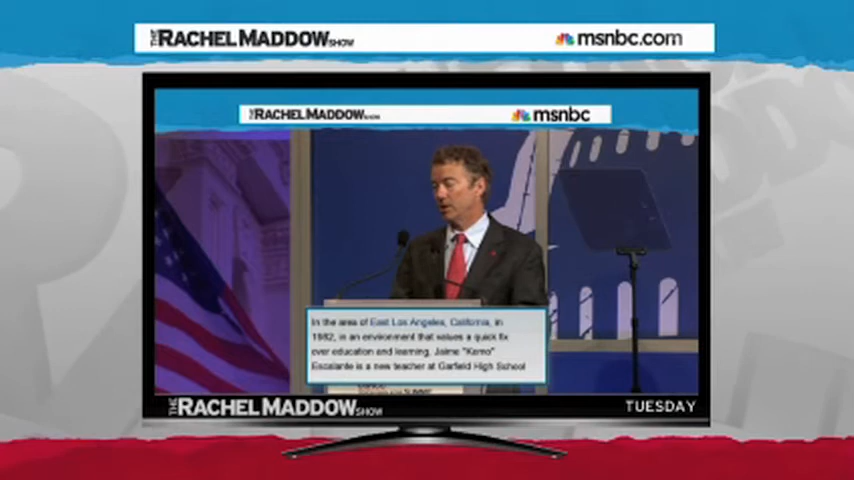 THE RACHEL MADDOW SHOW
msnbc.com
THE RACHEL MADDOW SHOW
msnbc
In the area of East Los Angeles, California, in
1982, in an environment that values a quick fix
over education and learning, Jaime "Kemo"
Escalante is a new teacher at Garfield High School
SUMMIT
THE RACHEL MADDOW SHOW
TUESDAY